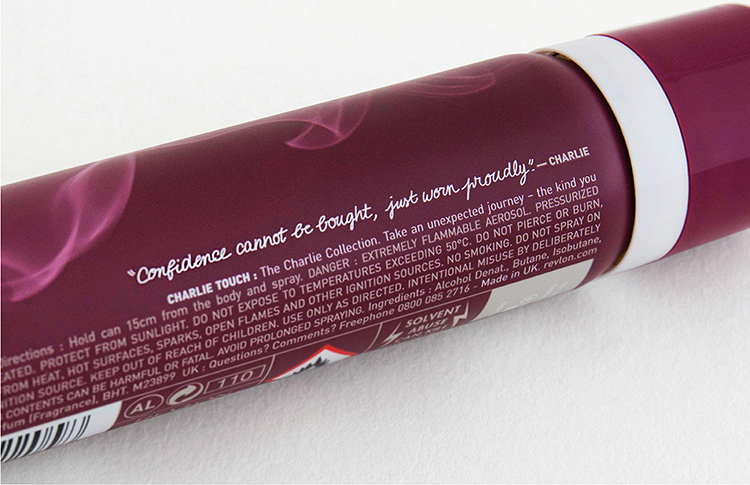 "Confidence cannot be bought, just worn proudly." — CHARLIE
CHARLIE TOUCH : The Charlie Collection. Take an unexpected journey – the kind you
Directions : Hold can 15cm from the body and spray. DANGER : EXTREMELY FLAMMABLE AEROSOL. PRESSURIZED
PROTECT FROM SUNLIGHT. DO NOT EXPOSE TO TEMPERATURES EXCEEDING 50°C. DO NOT PIERCE OR BURN,
FROM HEAT, HOT SURFACES, SPARKS, OPEN FLAMES AND OTHER IGNITION SOURCES. NO SMOKING. DO NOT SPRAY ON
SOURCE. KEEP OUT OF REACH OF CHILDREN. USE ONLY AS DIRECTED. INTENTIONAL MISUSE BY DELIBERATELY
CONTENTS CAN BE HARMFUL OR FATAL. AVOID PROLONGED SPRAYING. Ingredients : Alcohol Denat., Butane, Isobutane,
[Fragrance], BHT. M23899 UK : Questions? Comments? Freephone 0800 085 2716 - Made in UK. revlon.com
AL 110
SOLVENT
ABUSE